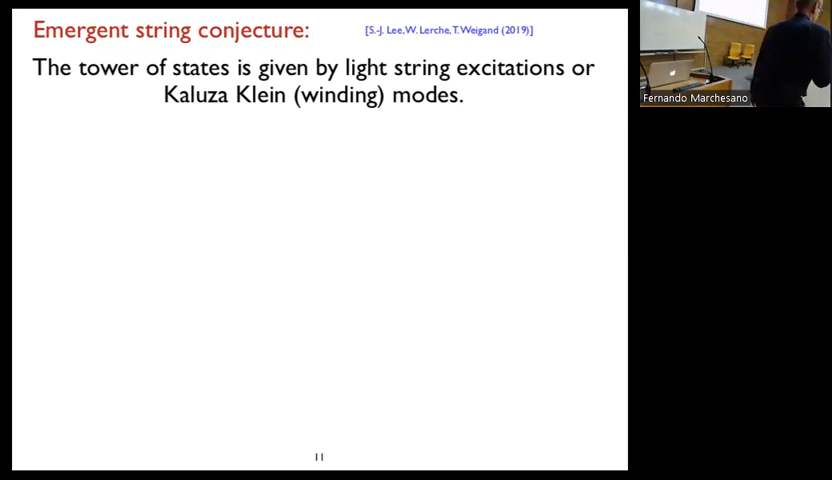 Emergent string conjecture:
[S.-J. Lee, W. Lerche, T. Weigand (2019)]
The tower of states is given by light string excitations or
Kaluza Klein (winding) modes.
11
Fernando Marchesano